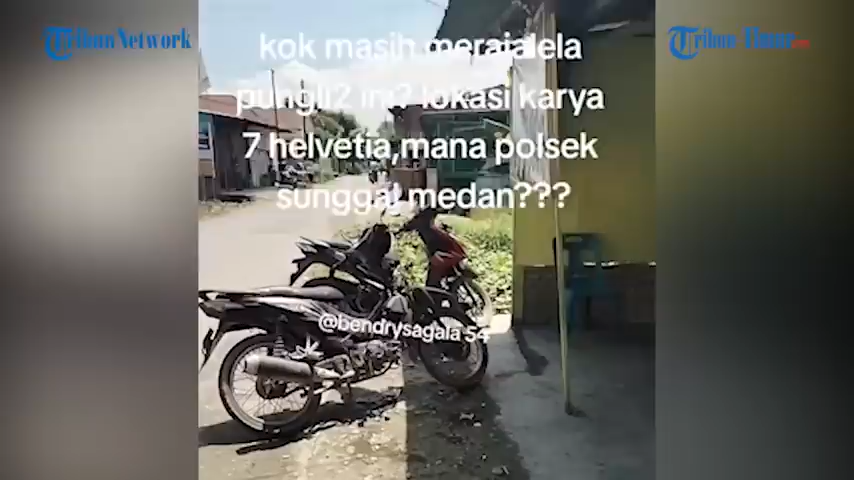 Tribun Network
Tribun-Timur.com
kok masih merajalela
pungli2 ini? lokasi karya
7 helvetia,mana polsek
sunggal medan???
@bendrysagala 54